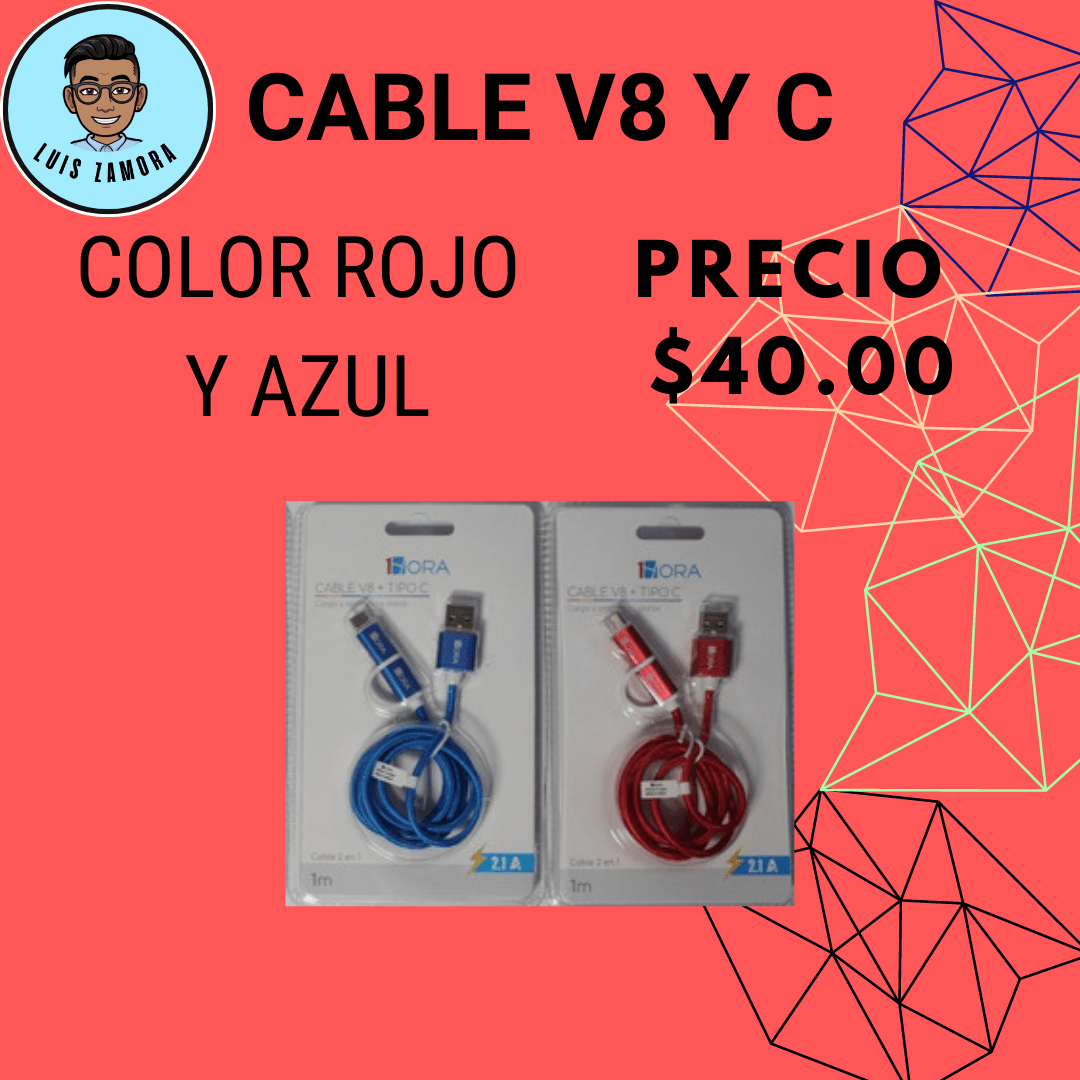 LUIS ZAMORA
CABLE V8 Y C
COLOR ROJO
Y AZUL
PRECIO
$40.00
1HORA
CABLE V8 + TIPO C
Cable 2 en 1
2.1 A
1m
1HORA
CABLE V8 + TIPO C
Cable 2 en 1
2.1 A
1m